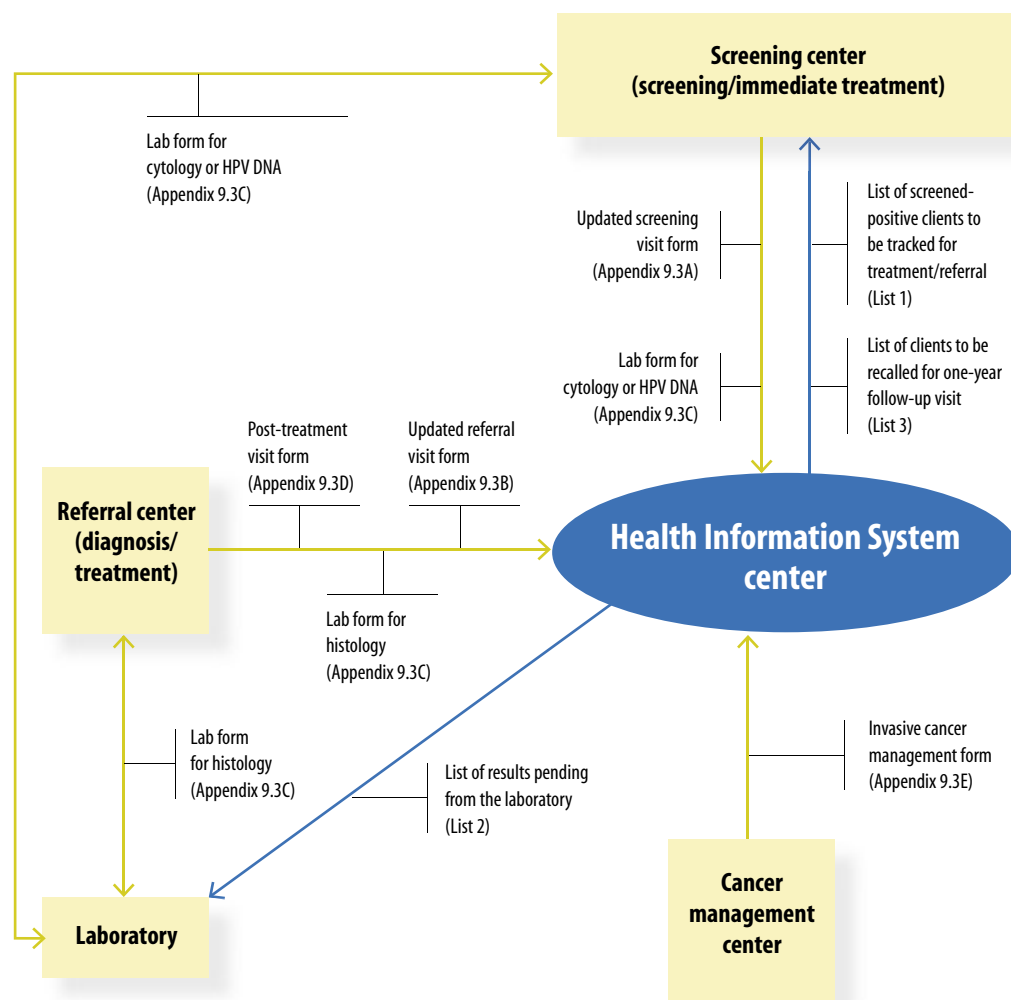 Screening center
(screening/immediate treatment)
Lab form for
cytology or HPV DNA
(Appendix 9.3C)
Updated screening
visit form
(Appendix 9.3A)
List of screened-
positive clients to
be tracked for
treatment/referral
(List 1)
Lab form for
cytology or HPV DNA
(Appendix 9.3C)
List of clients to be
recalled for one-year
follow-up visit
(List 3)
Post-treatment
visit form
(Appendix 9.3D)
Updated referral
visit form
(Appendix 9.3B)
Referral center
(diagnosis/
treatment)
Health Information System
center
Lab form for
histology
(Appendix 9.3C)
Lab form
for histology
(Appendix 9.3C)
List of results pending
from the laboratory
(List 2)
Invasive cancer
management form
(Appendix 9.3E)
Laboratory
Cancer
management
center